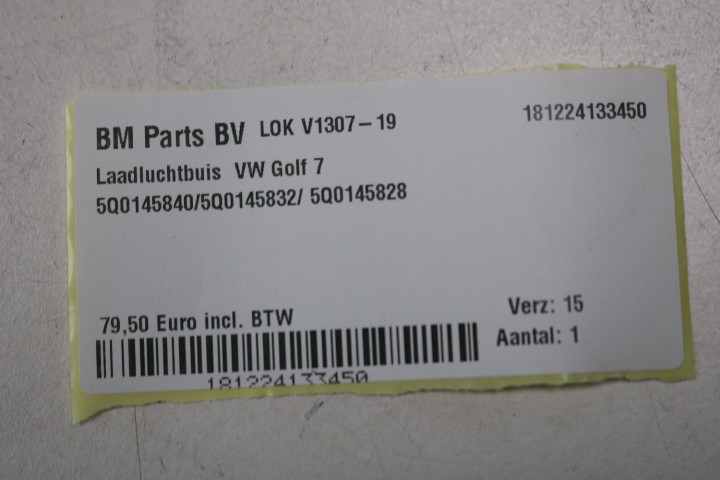 BM Parts BV LOK V1307-19 181224133450
Laadluchtbuis VW Golf 7
5Q0145840/5Q0145832/ 5Q0145828
79,50 Euro incl. BTW
Verz: 15
Aantal: 1
181224133450